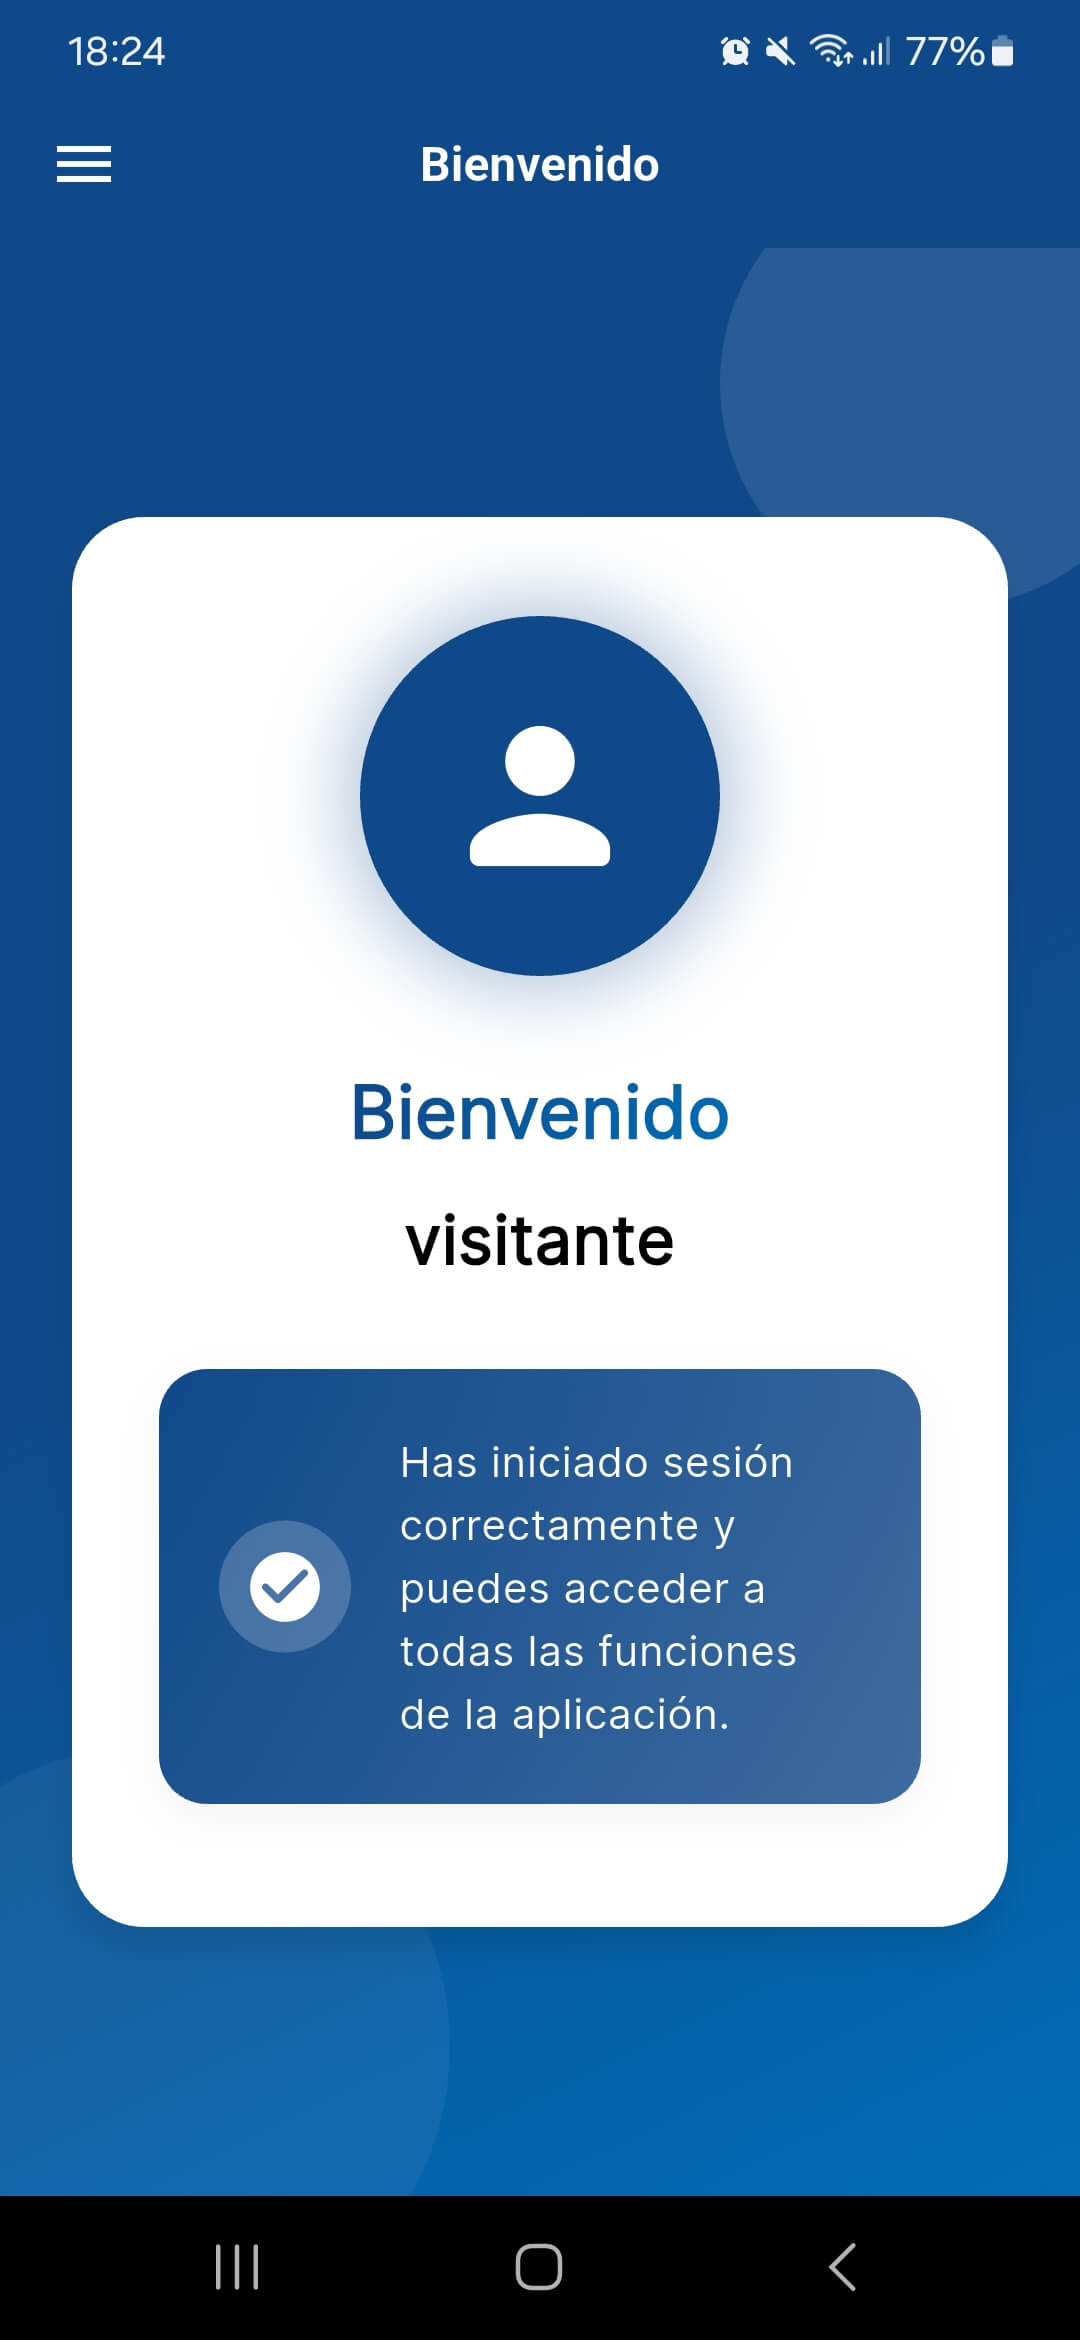 18:24
77%
Bienvenido
Bienvenido
visitante
Has iniciado sesión
correctamente y
puedes acceder a
todas las funciones
de la aplicación.